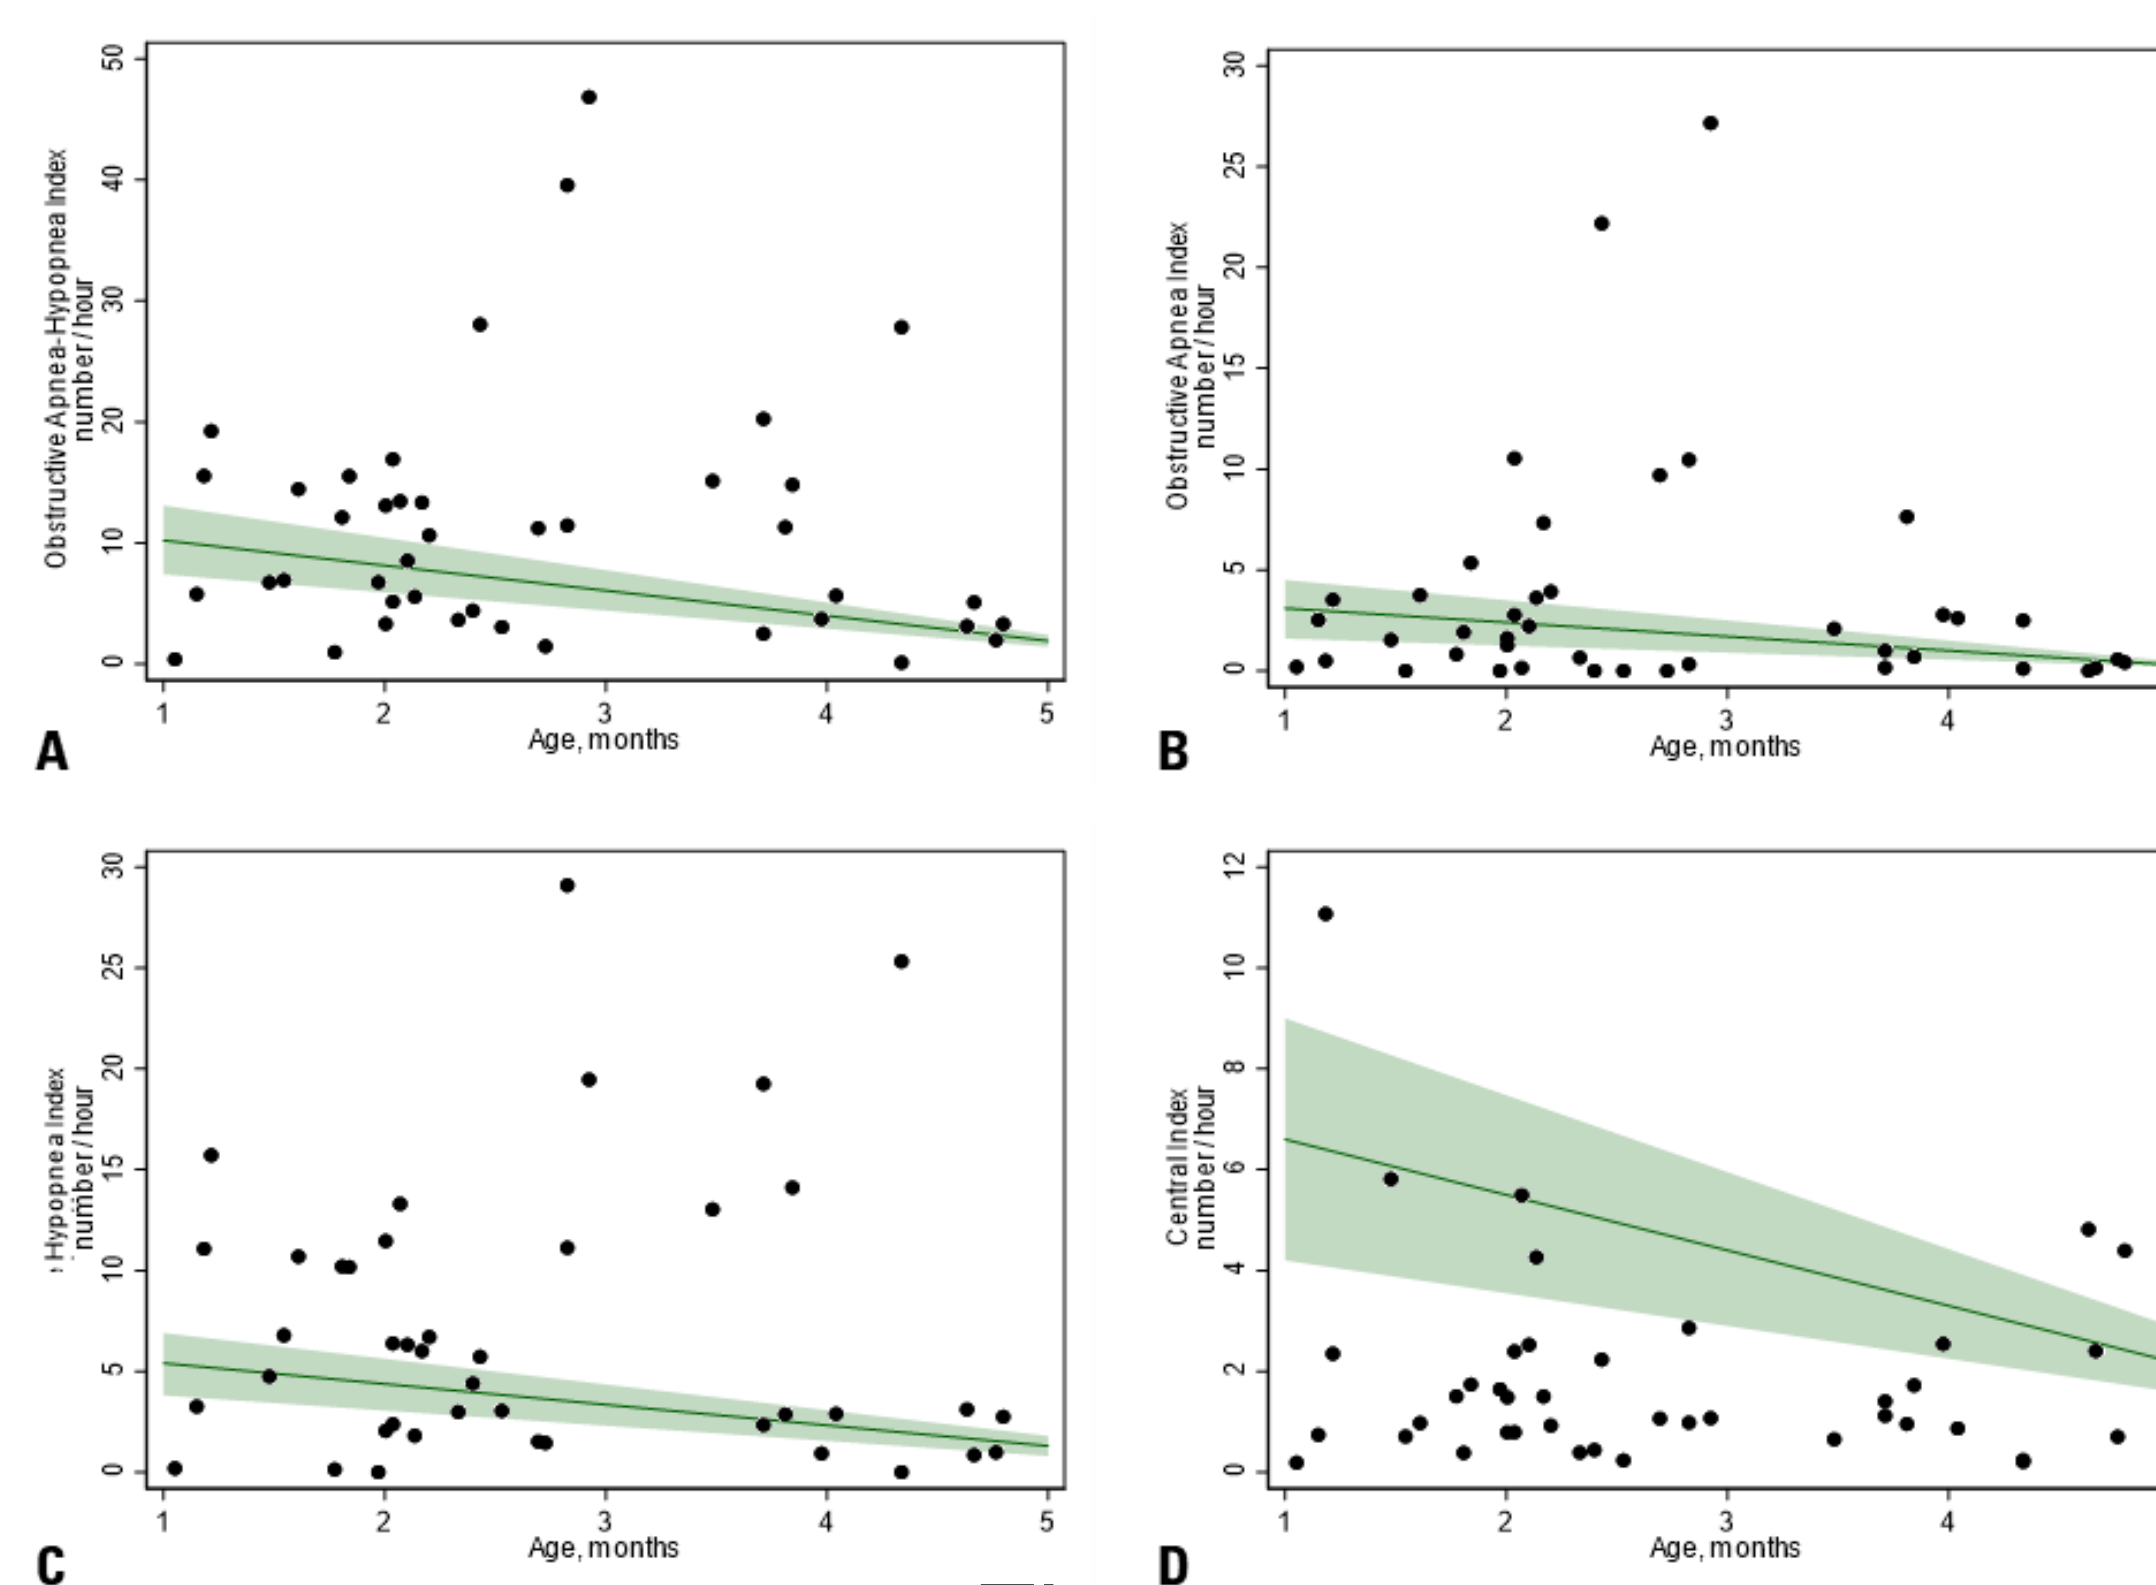 50
40
30
20
10
0
Obstructive Apnea-Hypopnea Index
number/hour
1 2 3 4 5
Age, months
A
30
25
20
15
10
5
0
Obstructive Apnea Index
number/hour
1 2 3 4
Age, months
B
30
25
20
15
10
5
0
Hypopnea Index
number/hour
1 2 3 4 5
Age, months
C
12
10
8
6
4
2
0
Central Index
number/hour
1 2 3 4
Age, months
D